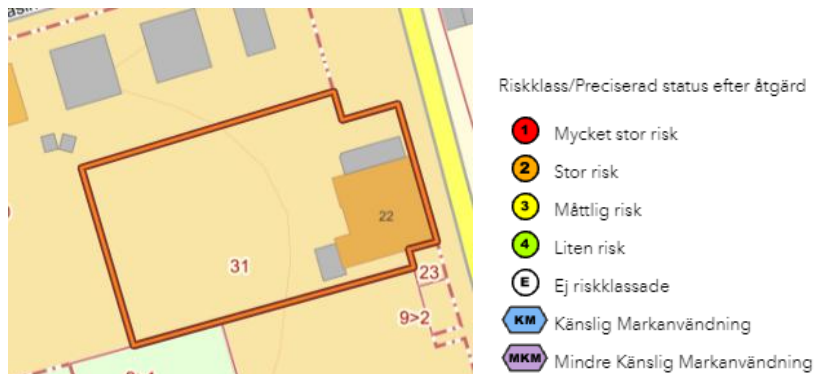 22
31
23
9>2
Riskklass/Preciserad status efter åtgärd
1 Mycket stor risk
2 Stor risk
3 Måttlig risk
4 Liten risk
E Ej riskklassade
KM Känslig Markanvändning
MKM Mindre Känslig Markanvändning